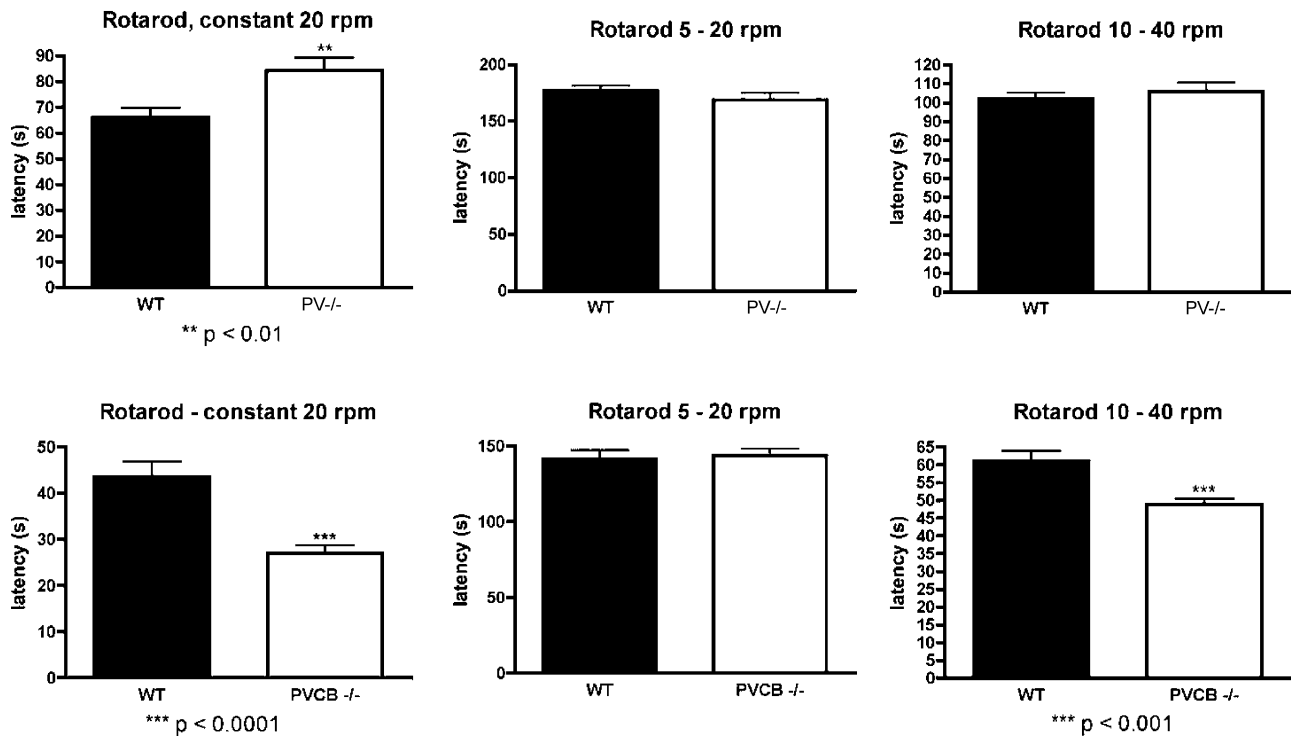 Rotarod, constant 20 rpm
latency (s)
90
80
70
60
50
40
30
20
10
0
**
WT
PV-/-
** p < 0.01
Rotarod 5 - 20 rpm
latency (s)
200
150
100
50
0
WT
PV-/-
Rotarod 10 - 40 rpm
latency (s)
120
110
100
90
80
70
60
50
40
30
20
10
0
WT
PV-/-
Rotarod - constant 20 rpm
latency (s)
50
40
30
20
10
0
***
WT
PVCB -/-
*** p < 0.0001
Rotarod 5 - 20 rpm
latency (s)
150
100
50
0
WT
PVCB -/-
Rotarod 10 - 40 rpm
latency (s)
65
60
55
50
45
40
35
30
25
20
15
10
5
0
***
WT
PVCB -/-
*** p < 0.001